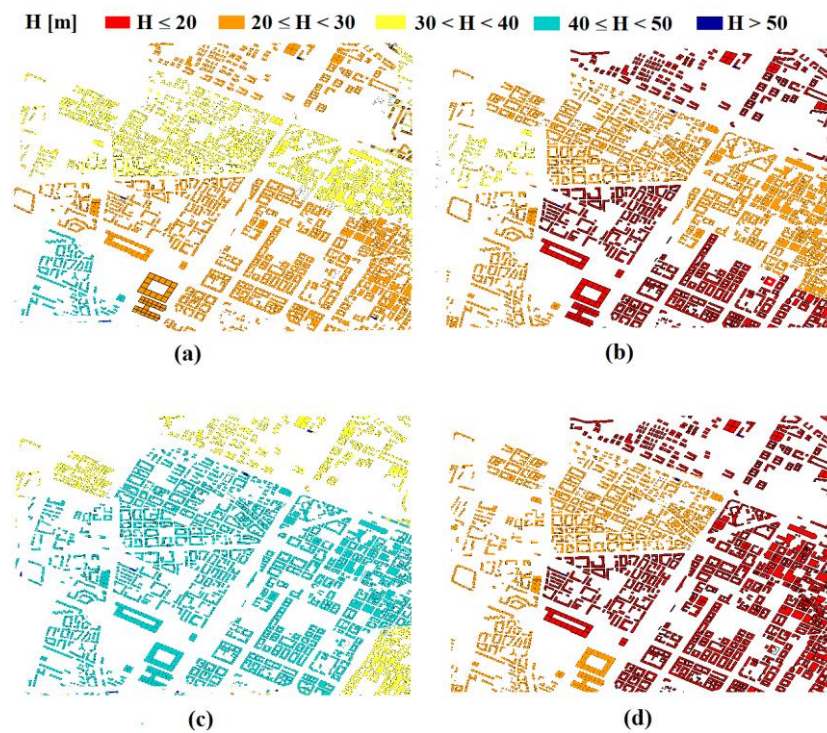 H [m] H ≤ 20 20 ≤ H < 30 30 < H < 40 40 ≤ H < 50 H > 50
(a) (b)
(c) (d)